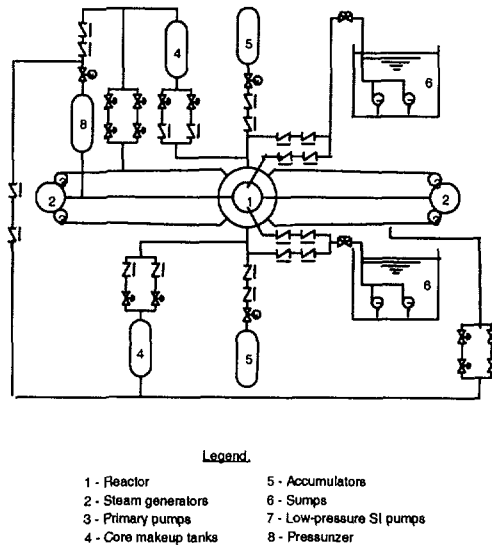 4
5
6
8
2
1
2
6
4
5
Legend.
1 - Reactor
2 - Steam generators
3 - Primary pumps
4 - Core makeup tanks
5 - Accumulators
6 - Sumps
7 - Low-pressure SI pumps
8 - Pressunzer